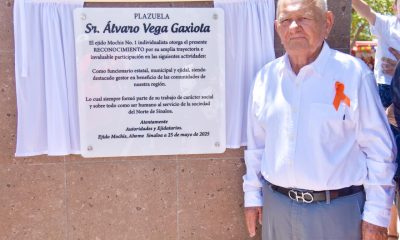 PLAZUELA
Sr. Álvaro Vega Gaxiola
El ejido Mochis No. 1 individualista otorga el presente
RECONOCIMIENTO por su amplia trayectoria e
invaluable participación en las siguientes actividades:
Como funcionario estatal, municipal y ejidal, siendo
destacado gestor en beneficio de las comunidades de
nuestra región.
Lo cual siempre formó parte de su trabajo de carácter social
y sobre todo como ser humano al servicio de la sociedad
del Norte de Sinaloa.
Atentamente
Autoridades y Ejidatarios.
Ejido Mochis, Ahome Sinaloa a 25 de mayo de 2025